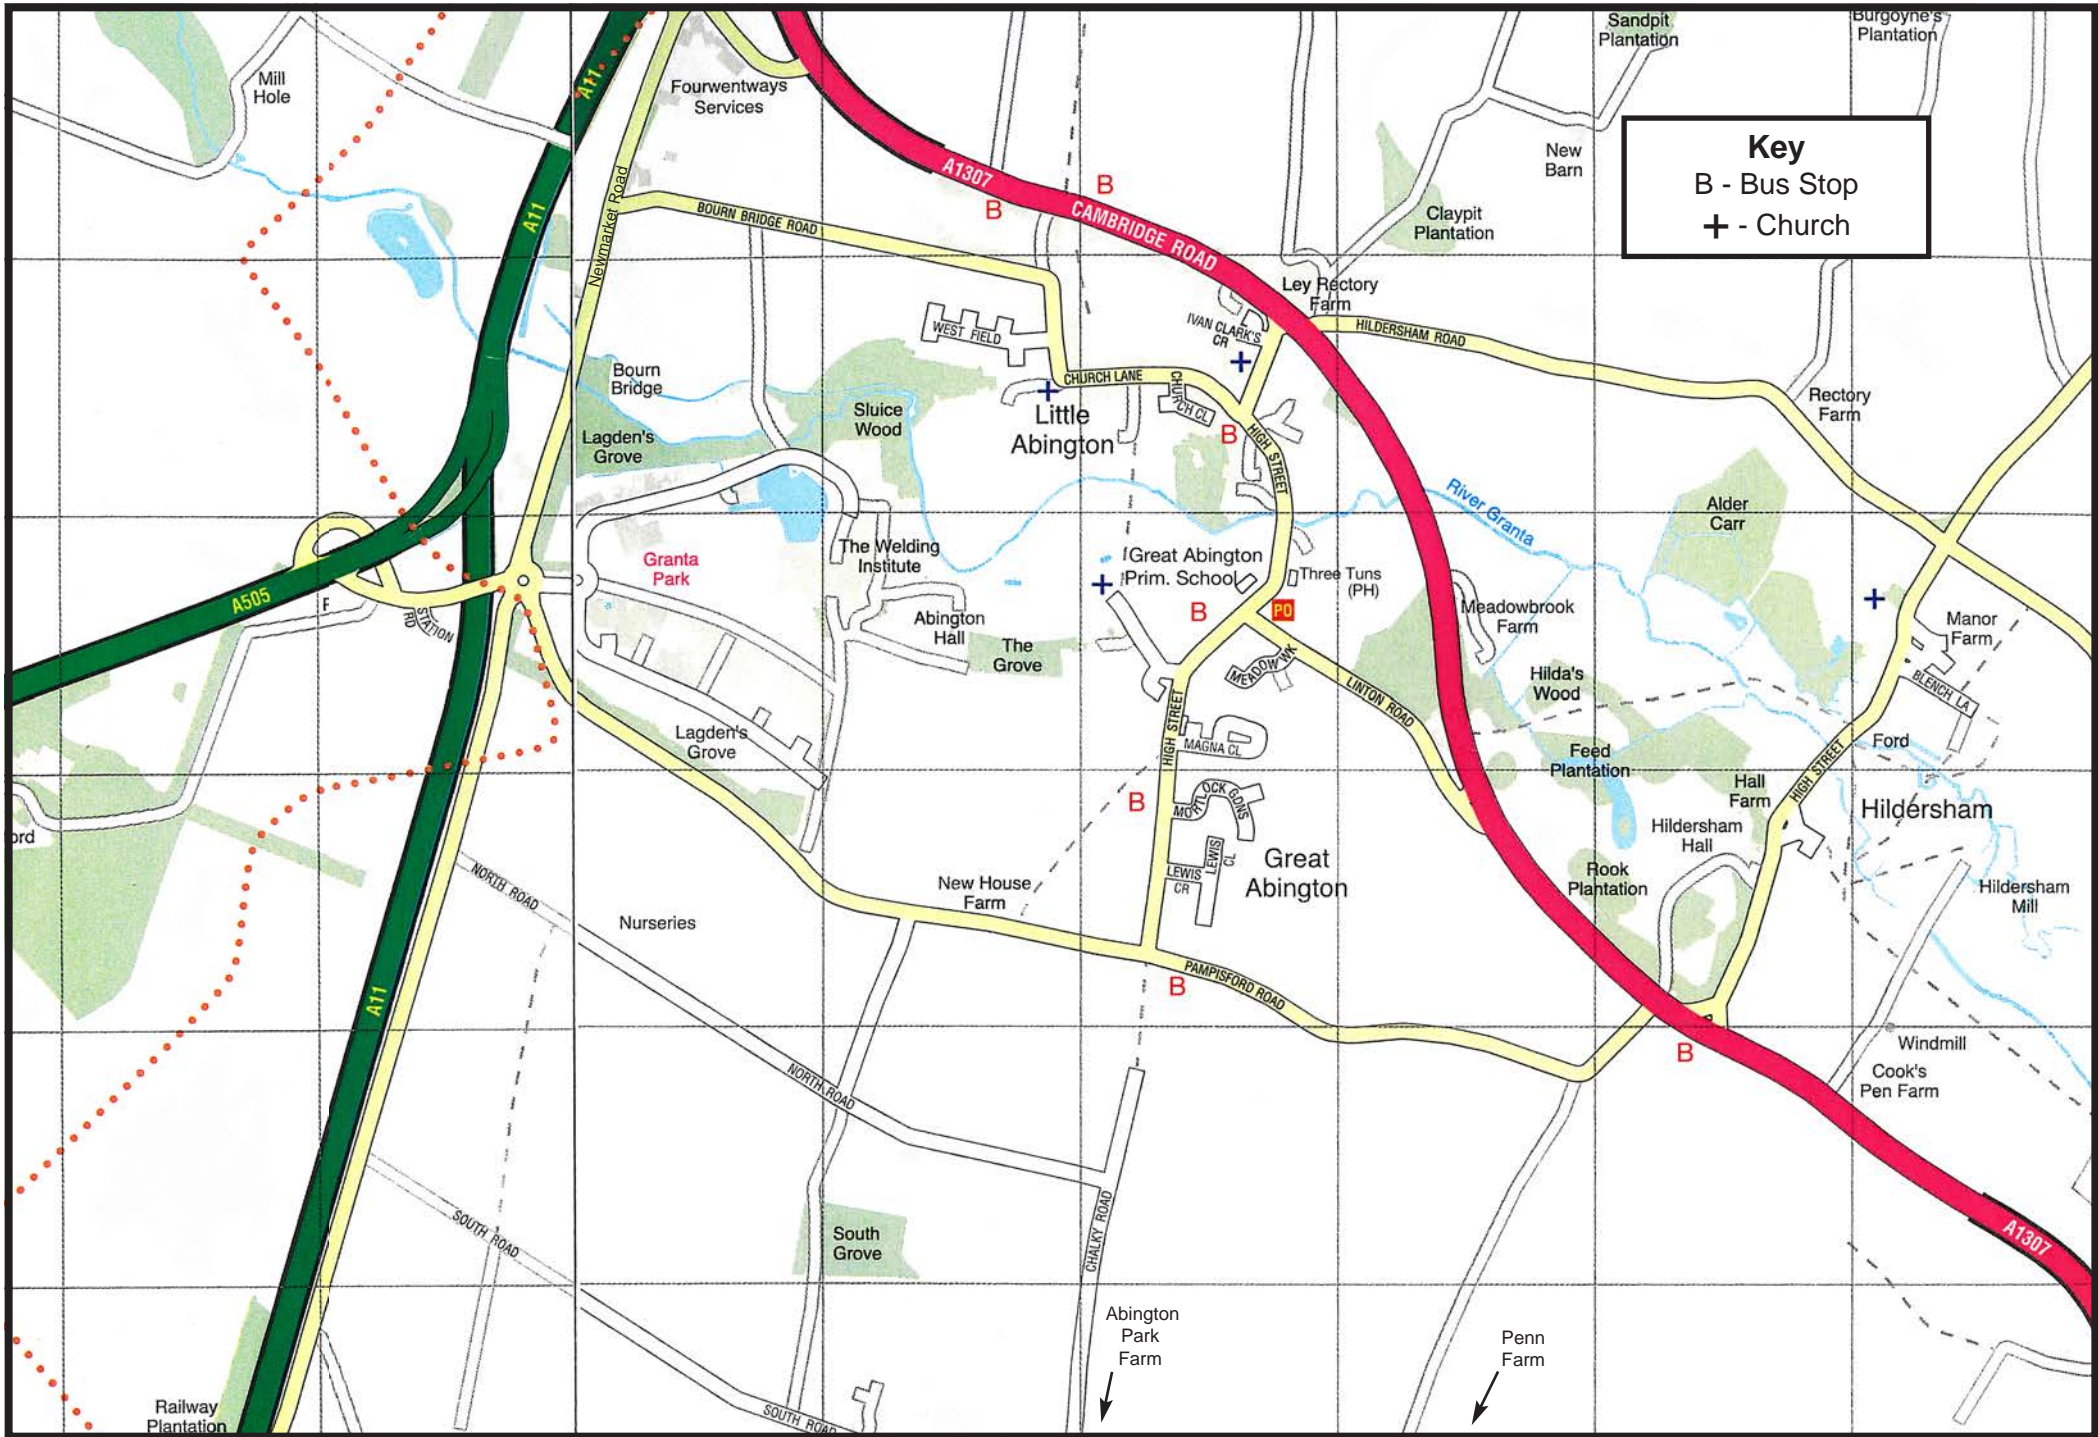 Sandpit
Plantation
Burgoyne's
Plantation
Mill
Hole
A11
Fourwentways
Services
Key
B - Bus Stop
+ - Church
New
Barn
A1307
B
B
CAMBRIDGE ROAD
Claypit
Plantation
A11
Newmarket Road
BOURN BRIDGE ROAD
Ley Rectory
Farm
WEST FIELD
IVAN CLARK'S
CR
HILDERSHAM ROAD
Bourn
Bridge
CHURCH LANE
CHURCH CL
Rectory
Farm
Sluice
Wood
Little
Abington
Lagden's
Grove
B
HIGH STREET
River Granta
Alder
Carr
Granta
Park
The Welding
Institute
Great Abington
Prim. School
Three Tuns
(PH)
A505
F
STATION
RD
B
PO
Meadowbrook
Farm
Abington
Hall
Manor
Farm
The
Grove
MEADOW WK
LINTON ROAD
Hilda's
Wood
BLENCH LA
HIGH STREET
Lagden's
Grove
MAGNA CL
Feed
Plantation
Ford
HIGH STREET
B
MORTLOCK GDNS
Hall
Farm
Hildersham
ord
Hildersham
Hall
LEWIS
CL
LEWIS
CR
Great
Abington
Rook
Plantation
Hildersham
Mill
NORTH ROAD
New House
Farm
Nurseries
B
PAMPISFORD ROAD
A11
B
Windmill
Cook's
Pen Farm
NORTH ROAD
SOUTH ROAD
South
Grove
CHALKY ROAD
A1307
Abington
Park
Farm
Penn
Farm
Railway
Plantation
SOUTH ROAD